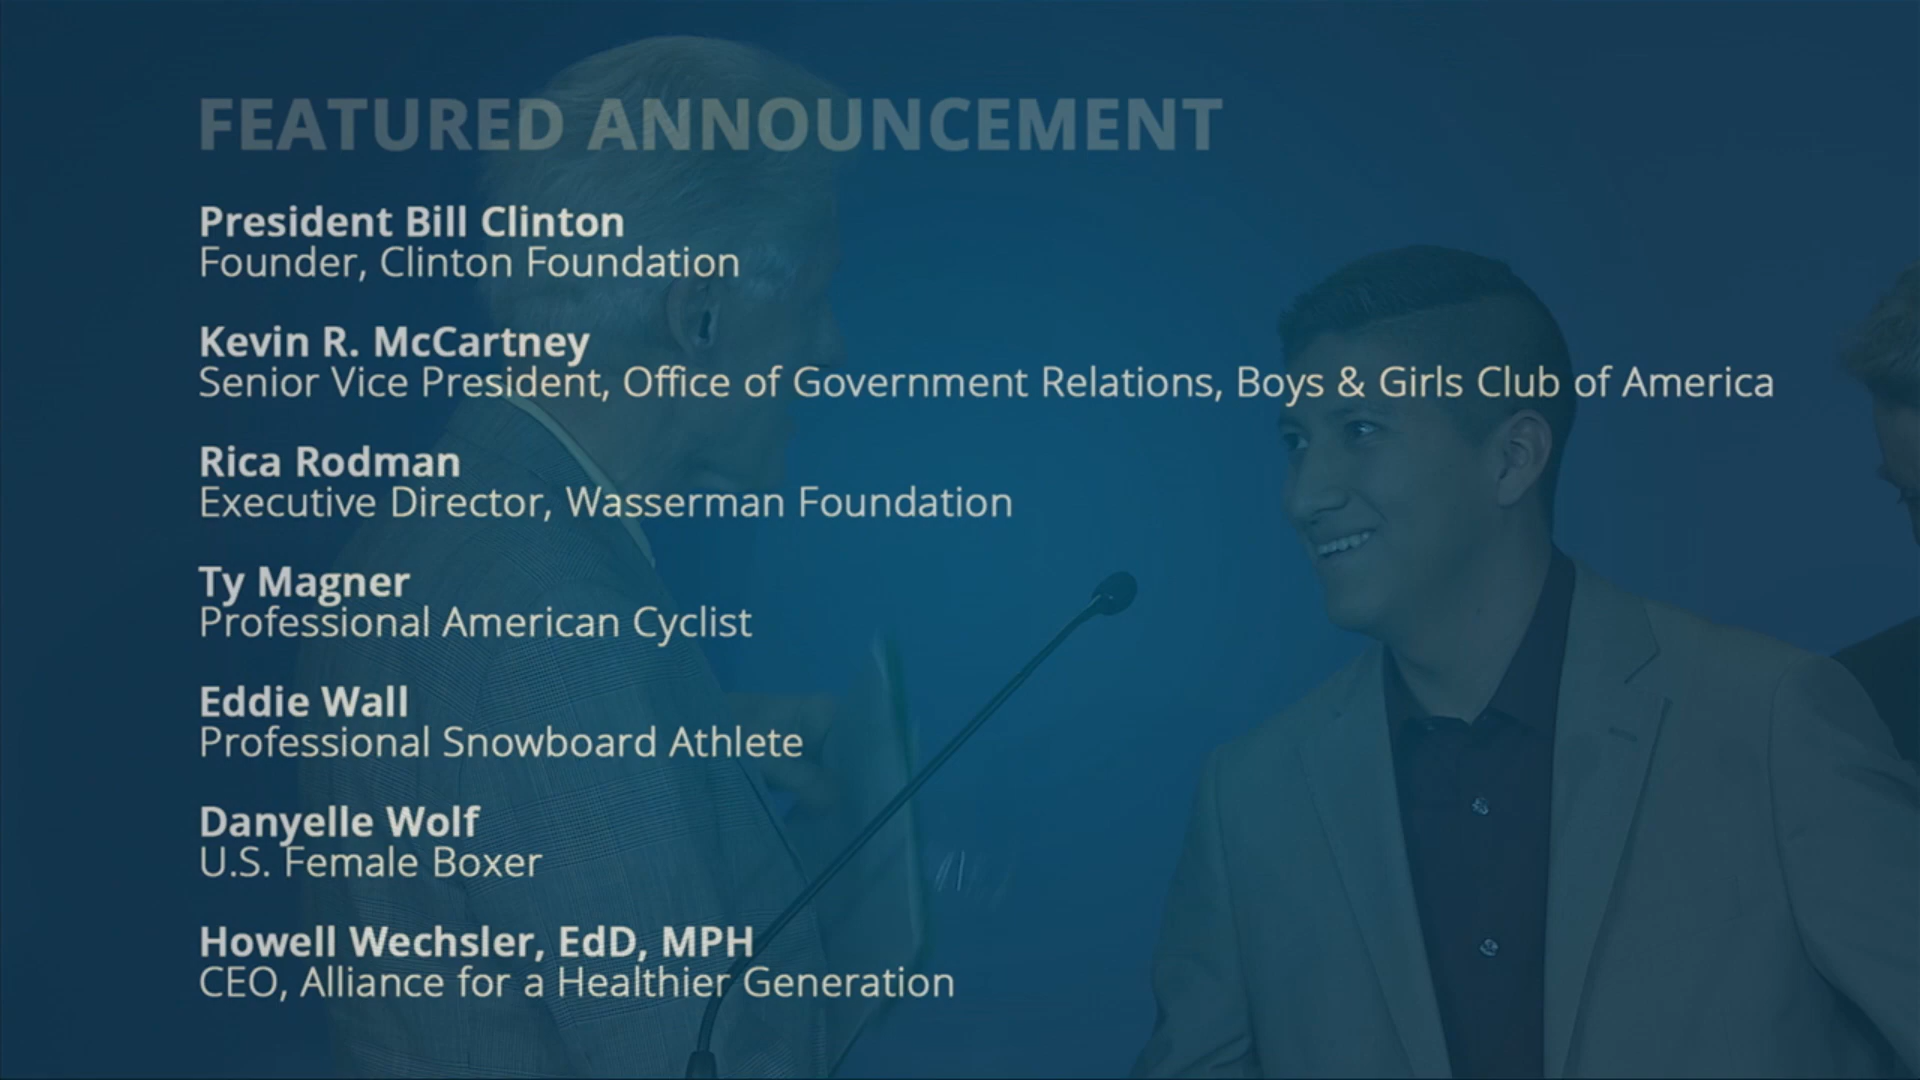 FEATURED ANNOUNCEMENT
President Bill Clinton
Founder, Clinton Foundation
Kevin R. McCartney
Senior Vice President, Office of Government Relations, Boys & Girls Club of America
Rica Rodman
Executive Director, Wasserman Foundation
Ty Magner
Professional American Cyclist
Eddie Wall
Professional Snowboard Athlete
Danyelle Wolf
U.S. Female Boxer
Howell Wechsler, EdD, MPH
CEO, Alliance for a Healthier Generation